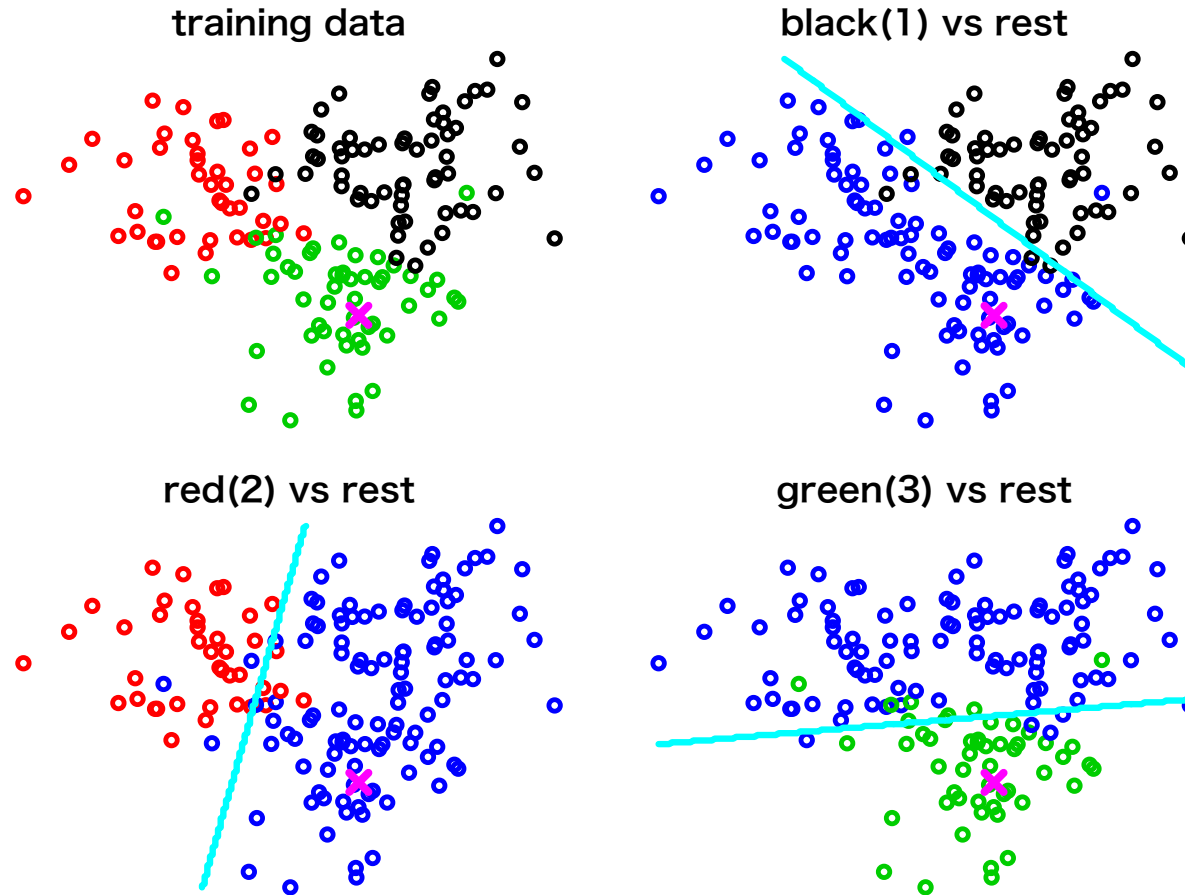 training data
black(1) vs rest
red(2) vs rest
green(3) vs rest